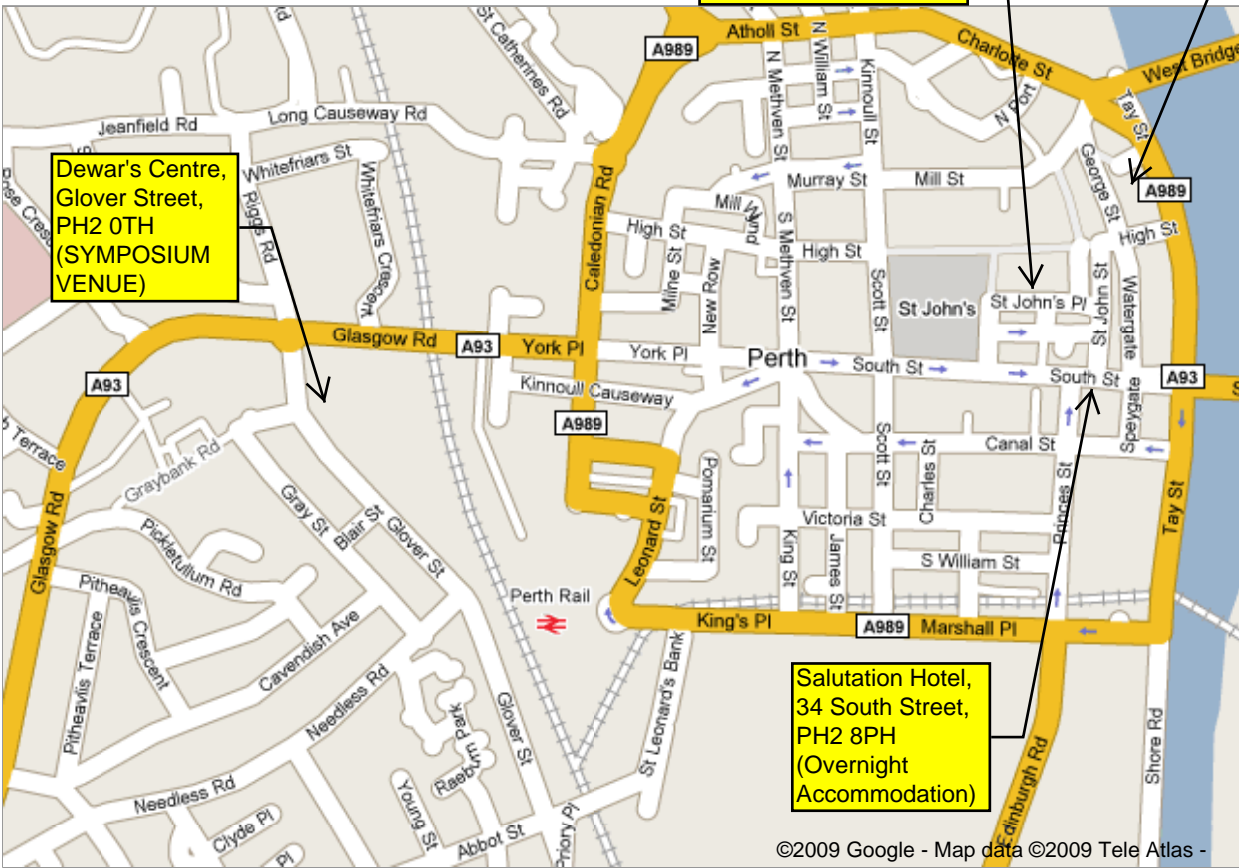 St Catherines Rd
Atholl St
N William St
N Methven St
Kinnoull St
Charlotte St
West Bridge
A989
Tay St
N Port
Jeanfield Rd
Long Causeway Rd
Whitefriars St
Whitefriars Crescent
Riggs Rd
Dewar's Centre,
Glover Street,
PH2 0TH
(SYMPOSIUM
VENUE)
Caledonian Rd
Murray St
Mill St
George St
A989
Mill Wynd
High St
High St
High St
Milne St
New Row
S Methven St
Scott St
St John's
St John's Pl
St John St
Watergate
Glasgow Rd
A93
York Pl
York Pl
Perth
South St
South St
A93
A93
Kinnoull Causeway
A989
Speygate
Canal St
Graybank Rd
Glasgow Rd
Gray St
Blair St
Glover St
Pickletullum Rd
Pomarium St
Scott St
Charles St
Princes St
Tay St
Leonard St
Victoria St
King St
James St
S William St
Pitheavlis Crescent
Pitheavlis Terrace
Cavendish Ave
Needless Rd
Perth Rail
King's Pl
A989
Marshall Pl
St Leonard's Bank
Glover St
Raeburn Park
Young St
Needless Rd
Clyde Pl
Pl
Abbot St
Priory Pl
Salutation Hotel,
34 South Street,
PH2 8PH
(Overnight
Accommodation)
Edinburgh Rd
Shore Rd
©2009 Google - Map data ©2009 Tele Atlas -